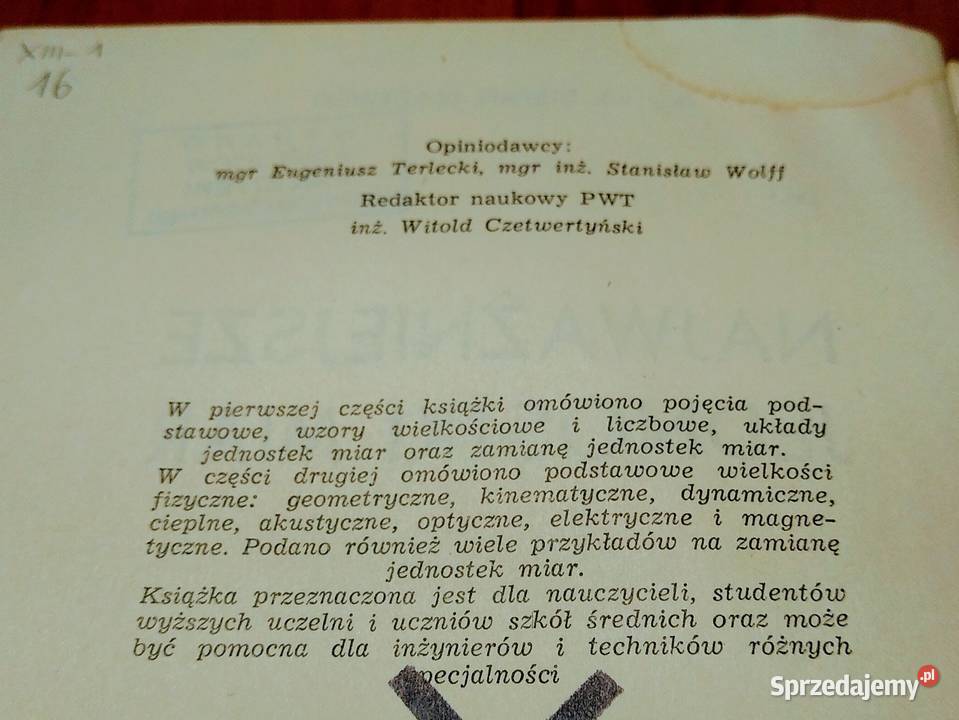 XIII-1
16
Opiniodawcy:
mgr Eugeniusz Terlecki, mgr inż. Stanisław Wolff
Redaktor naukowy PWT
inż. Witold Czetwertyński
NAJWAŻNIEJSZE
W pierwszej części książki omówiono pojęcia pod-
stawowe, wzory wielkościowe i liczbowe, układy
jednostek miar oraz zamianę jednostek miar.
W części drugiej omówiono podstawowe wielkości
fizyczne: geometryczne, kinematyczne, dynamiczne,
cieplne, akustyczne, optyczne, elektryczne i magne-
tyczne. Podano również wiele przykładów na zamianę
jednostek miar.
Książka przeznaczona jest dla nauczycieli, studentów
wyższych uczelni i uczniów szkół średnich oraz może
być pomocna dla inżynierów i techników różnych
specjalności
Sprzedajemy.pl